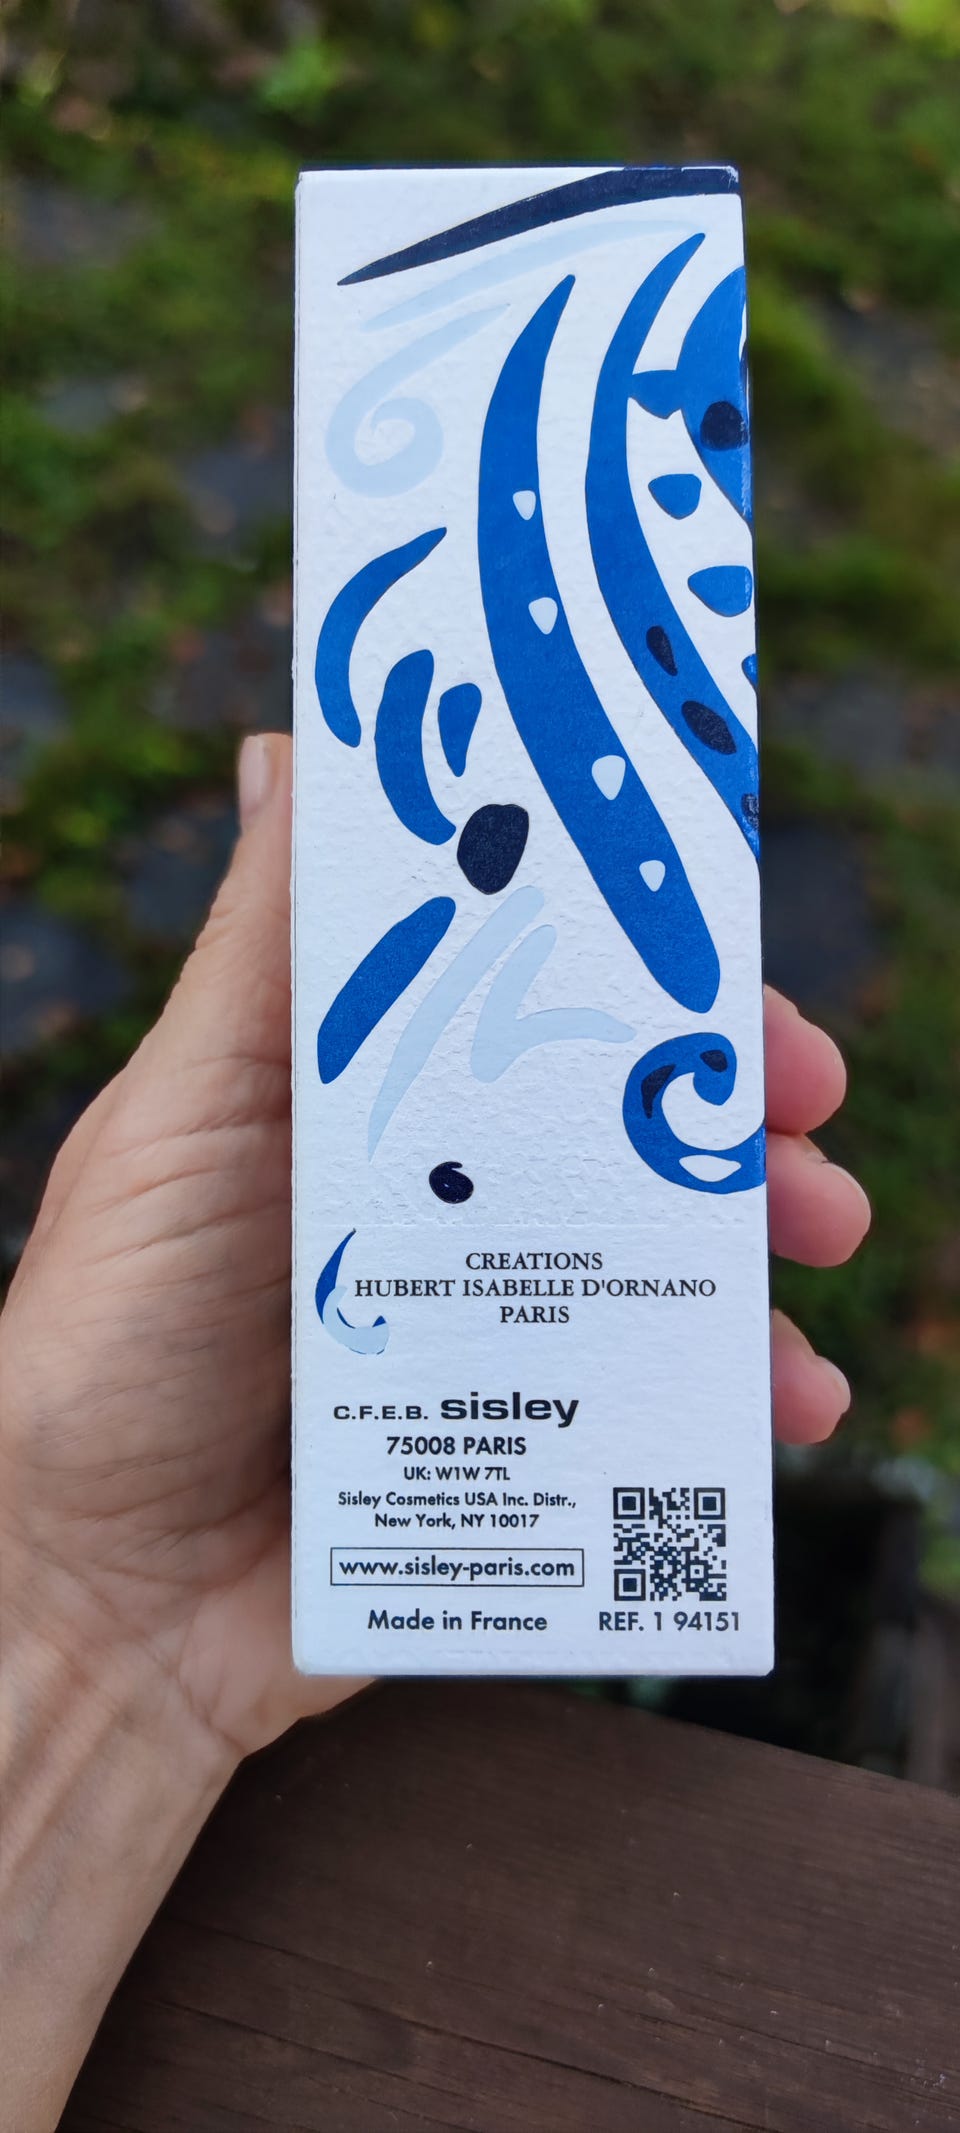 CREATIONS
HUBERT ISABELLE D'ORNANO
PARIS
C.F.E.B. sisley
75008 PARIS
UK: W1W 7TL
Sisley Cosmetics USA Inc. Distr.,
New York, NY 10017
www.sisley-paris.com
Made in France
REF. 1 94151